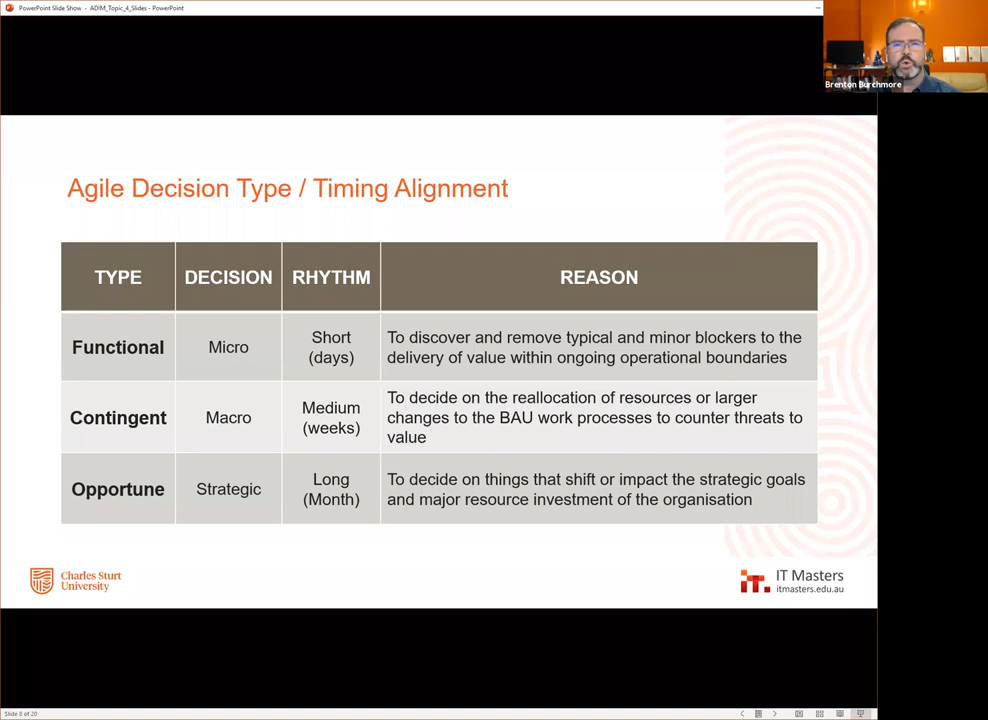 PowerPoint Slide Show - ADIM_Topic_4_Slides - PowerPoint
Brenton Burchmore
Agile Decision Type / Timing Alignment
TYPE
DECISION
RHYTHM
REASON
Functional
Micro
Short
(days)
To discover and remove typical and minor blockers to the
delivery of value within ongoing operational boundaries
Contingent
Macro
Medium
(weeks)
To decide on the reallocation of resources or larger
changes to the BAU work processes to counter threats to
value
Opportune
Strategic
Long
(Month)
To decide on things that shift or impact the strategic goals
and major resource investment of the organisation
Charles Sturt
University
IT Masters
itmasters.edu.au
Slide 8 of 20